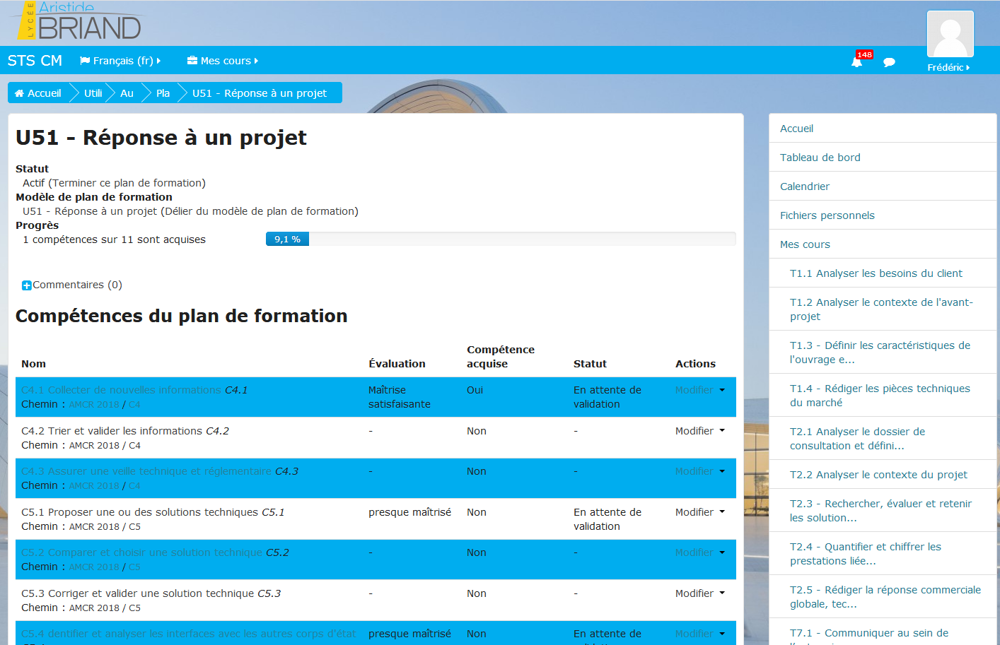 LYCÉE
Aristide
BRIAND
STS CM
Français (fr)
Mes cours
148
Frédéric
Accueil
Utili
Au
Pla
U51 - Réponse à un projet
U51 - Réponse à un projet
Statut
Actif (Terminer ce plan de formation)
Modèle de plan de formation
U51 - Réponse à un projet (Délier du modèle de plan de formation)
Progrès
1 compétences sur 11 sont acquises
9,1 %
Commentaires (0)
Compétences du plan de formation
Nom
Évaluation
Compétence
acquise
Statut
Actions
C4.1 Collecter de nouvelles informations C4.1
Chemin : AMCR 2018 / C4
Maîtrise
satisfaisante
Oui
En attente de
validation
Modifier
C4.2 Trier et valider les informations C4.2
Chemin : AMCR 2018 / C4
-
Non
-
Modifier
C4.3 Assurer une veille technique et réglementaire C4.3
Chemin : AMCR 2018 / C4
-
Non
-
Modifier
C5.1 Proposer une ou des solutions techniques C5.1
Chemin : AMCR 2018 / C5
presque maîtrisé
Non
En attente de
validation
Modifier
C5.2 Comparer et choisir une solution technique C5.2
Chemin : AMCR 2018 / C5
-
Non
-
Modifier
C5.3 Corriger et valider une solution technique C5.3
Chemin : AMCR 2018 / C5
-
Non
-
Modifier
C5.4 dentifier et analyser les interfaces avec les autres corps d'état
presque maîtrisé
Non
En attente de
Modifier
Accueil
Tableau de bord
Calendrier
Fichiers personnels
Mes cours
T1.1 Analyser les besoins du client
T1.2 Analyser le contexte de l'avant-
projet
T1.3 - Définir les caractéristiques de
l'ouvrage e...
T1.4 - Rédiger les pièces techniques
du marché
T2.1 Analyser le dossier de
consultation et défini...
T2.2 Analyser le contexte du projet
T2.3 - Rechercher, évaluer et retenir
les solution...
T2.4 - Quantifier et chiffrer les
prestations liée...
T2.5 - Rédiger la réponse commerciale
globale, tec...
T7.1 - Communiquer au sein de